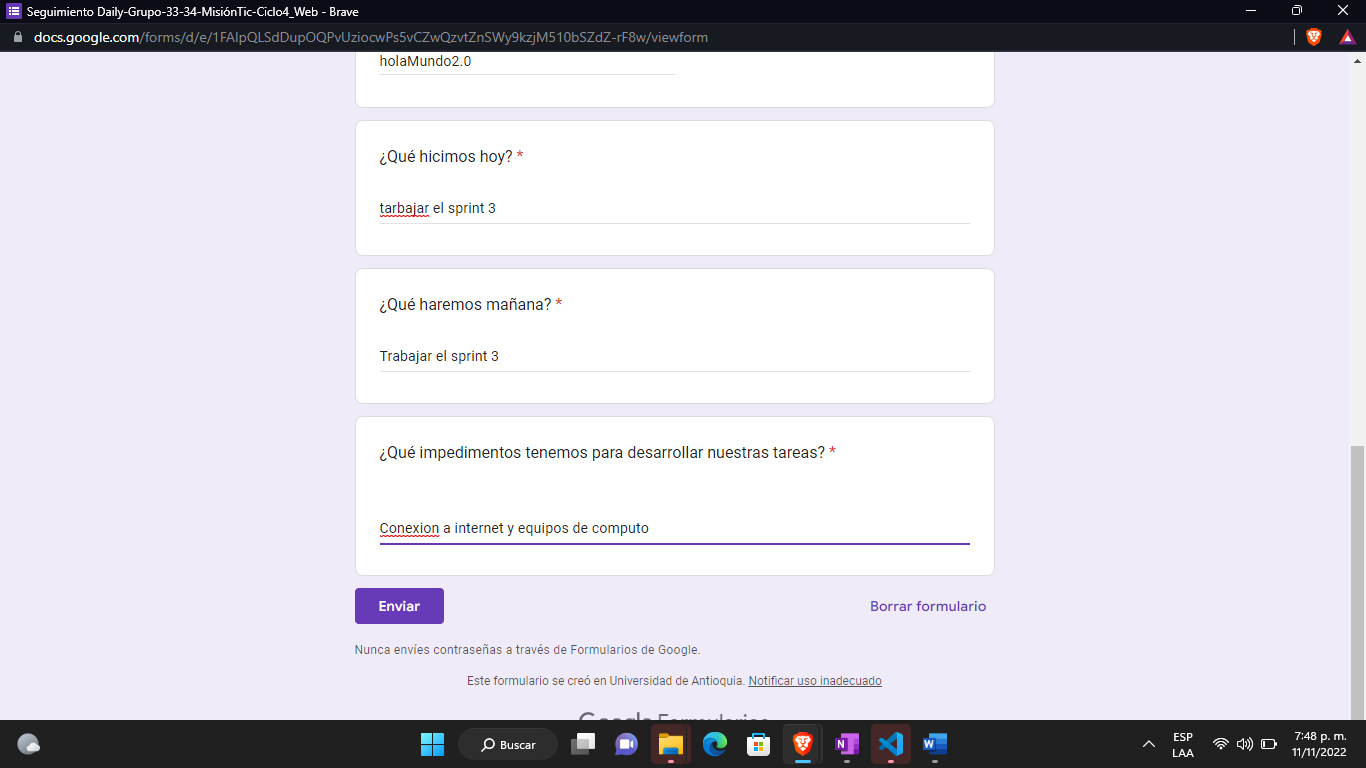 Seguimiento Daily-Grupo-33-34-MisiónTic-Ciclo4_Web - Brave
docs.google.com/forms/d/e/1FAIpQLSdDupOQPvUziocwPs5vCZwQzvtZnSWy9kzjM510bSZdZ-rF8w/viewform
holaMundo2.0
¿Qué hicimos hoy? *
tarbajar el sprint 3
¿Qué haremos mañana? *
Trabajar el sprint 3
¿Qué impedimentos tenemos para desarrollar nuestras tareas? *
Conexion a internet y equipos de computo
Enviar
Borrar formulario
Nunca envíes contraseñas a través de Formularios de Google.
Este formulario se creó en Universidad de Antioquia. Notificar uso inadecuado
Google Formularios
Buscar
ESP
LAA
7:48 p. m.
11/11/2022